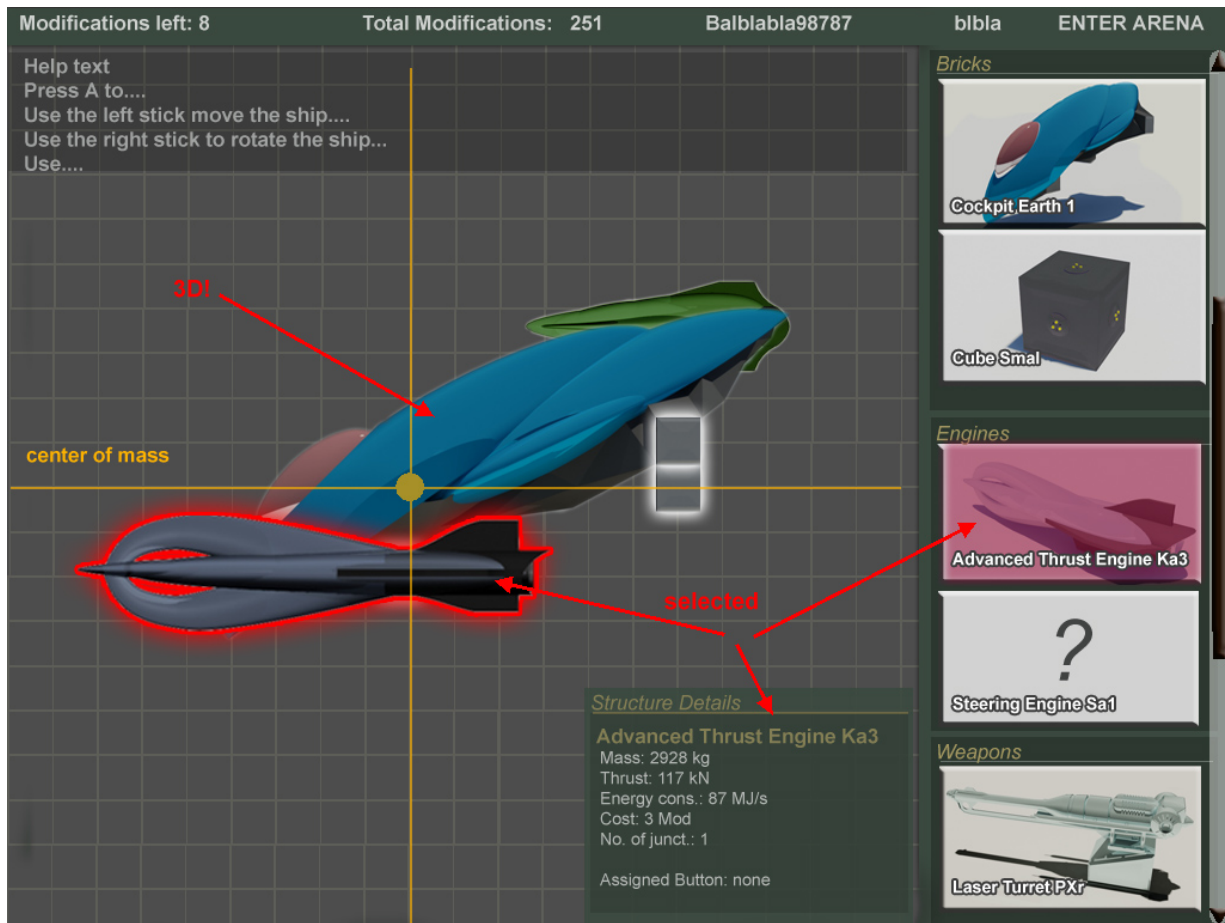 Modifications left: 8 Total Modifications: 251 Balblabla98787 blbla ENTER ARENA
Help text
Press A to....
Use the left stick move the ship....
Use the right stick to rotate the ship...
Use....
3D!
center of mass
selected
Structure Details
Advanced Thrust Engine Ka3
Mass: 2928 kg
Thrust: 117 kN
Energy cons.: 87 MJ/s
Cost: 3 Mod
No. of junct.: 1
Assigned Button: none
Bricks
Cockpit Earth 1
Cube Smal
Engines
Advanced Thrust Engine Ka3
?
Steering Engine Sa1
Weapons
Laser Turret PXr